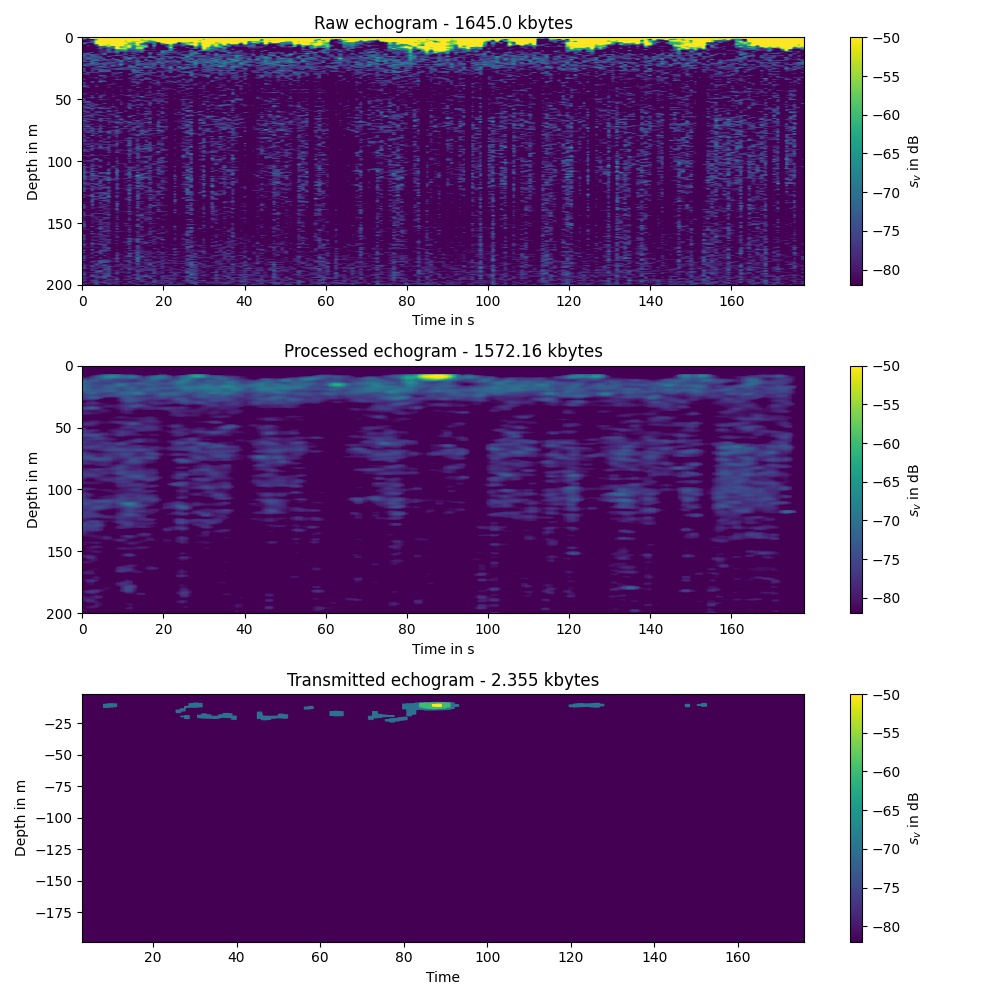 Raw echogram - 1645.0 kbytes
0
50
100
150
200
Depth in m
0 20 40 60 80 100 120 140 160
Time in s
−50
−55
−60
−65
−70
−75
−80
sv in dB
Processed echogram - 1572.16 kbytes
0
50
100
150
200
Depth in m
0 20 40 60 80 100 120 140 160
Time in s
−50
−55
−60
−65
−70
−75
−80
sv in dB
Transmitted echogram - 2.355 kbytes
−25
−50
−75
−100
−125
−150
−175
Depth in m
20 40 60 80 100 120 140 160
Time
−50
−55
−60
−65
−70
−75
−80
sv in dB